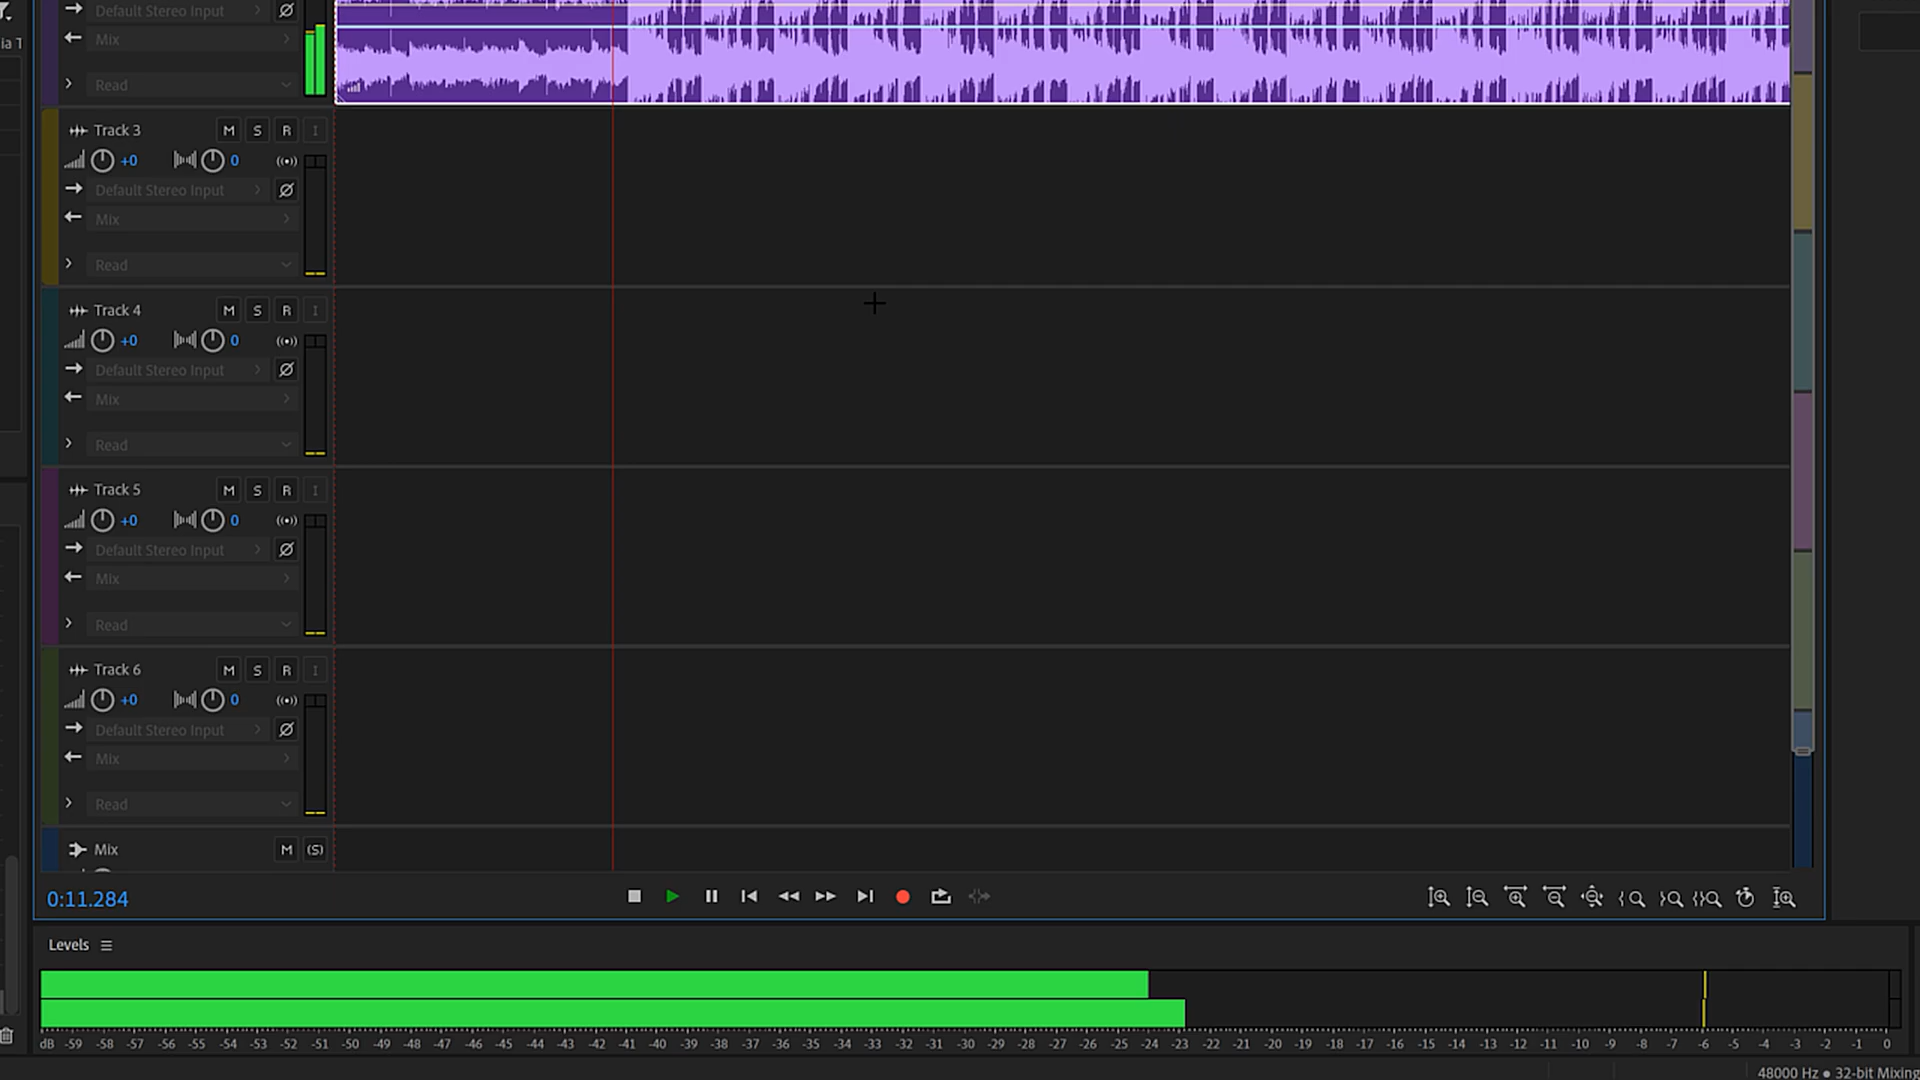 Default Stereo Input
Mix
ia T
Read
Track 3 M S R I
+0 0
Default Stereo Input
Mix
Read
Track 4 M S R I
+0 0
Default Stereo Input
Mix
Read
Track 5 M S R I
+0 0
Default Stereo Input
Mix
Read
Track 6 M S R I
+0 0
Default Stereo Input
Mix
Read
Mix M (S)
0:11.284
Levels
dB -59 -58 -57 -56 -55 -54 -53 -52 -51 -50 -49 -48 -47 -46 -45 -44 -43 -42 -41 -40 -39 -38 -37 -36 -35 -34 -33 -32 -31 -30 -29 -28 -27 -26 -25 -24 -23 -22 -21 -20 -19 -18 -17 -16 -15 -14 -13 -12 -11 -10 -9 -8 -7 -6 -5 -4 -3 -2 -1 0
48000 Hz ● 32-bit Mixing